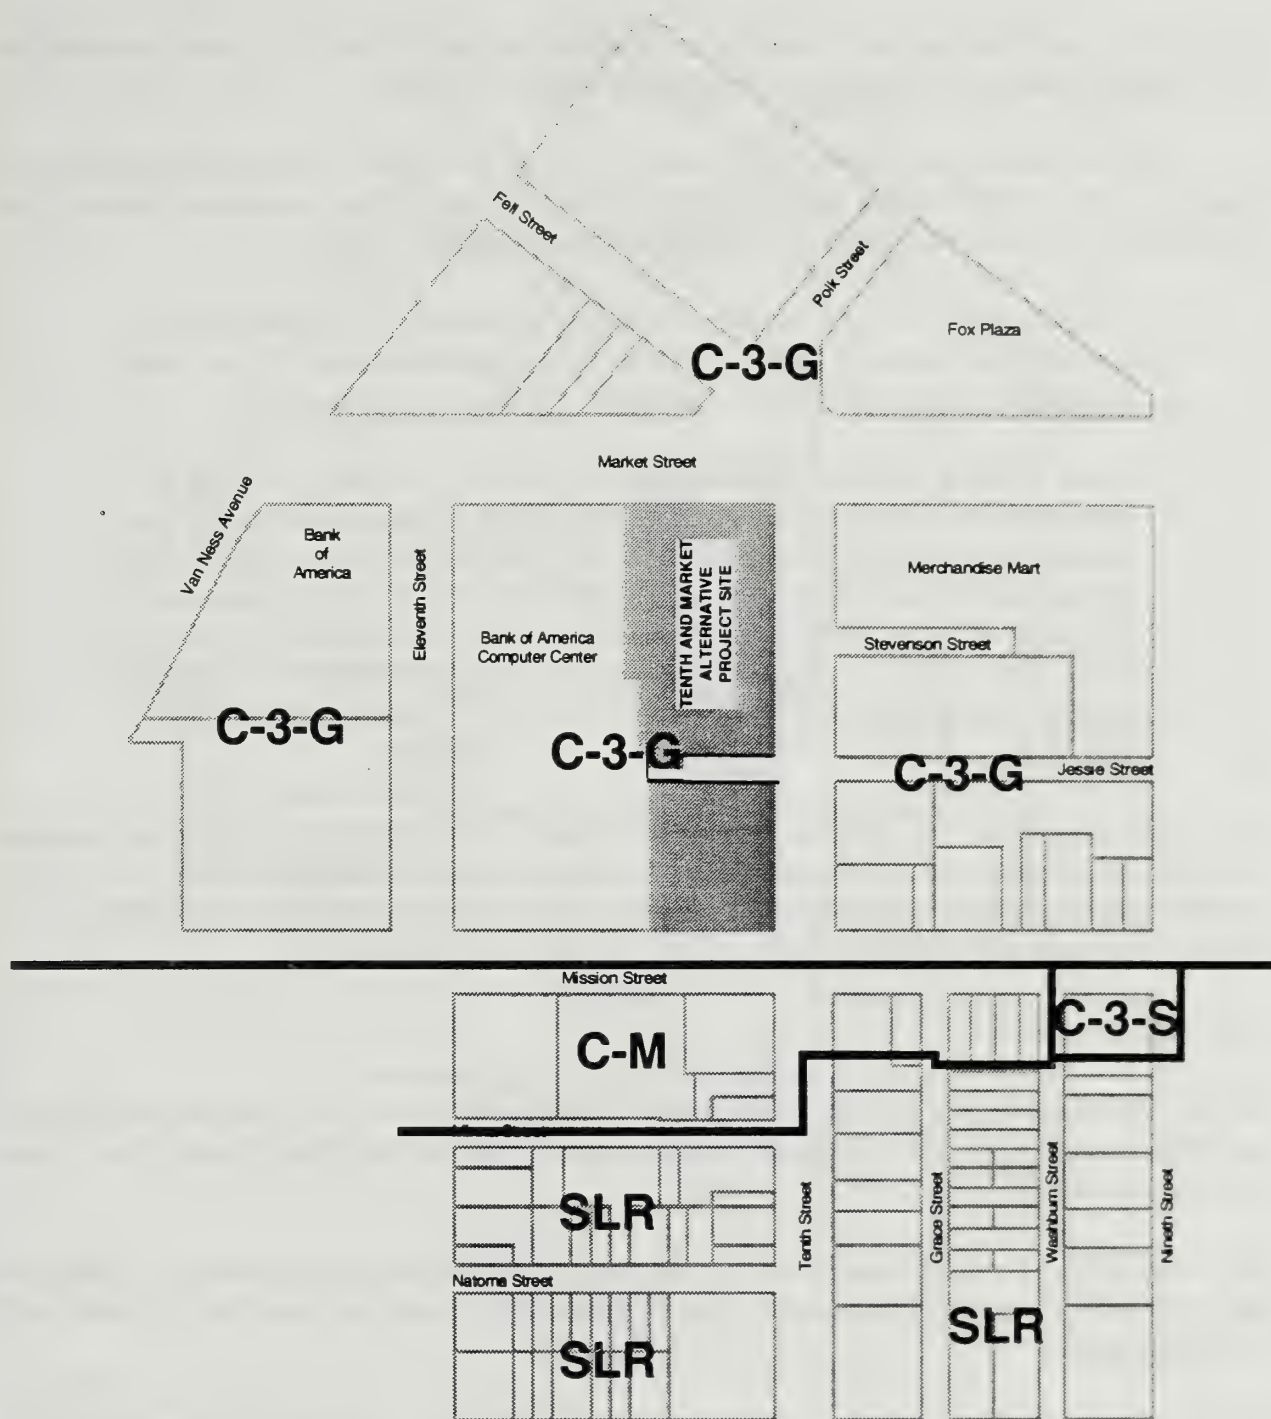 Fell Street
Polk Street
Fox Plaza
C-3-G
Market Street
Van Ness Avenue
Bank
of
America
Eleventh Street
Bank of America
Computer Center
TENTH AND MARKET
ALTERNATIVE
PROJECT SITE
Merchandise Mart
Stevenson Street
C-3-G
C-3-G
C-3-G
Jessie Street
Mission Street
C-M
C-3-S
SLR
Tenth Street
Grace Street
Washburn Street
Nineth Street
Natoma Street
SLR
SLR